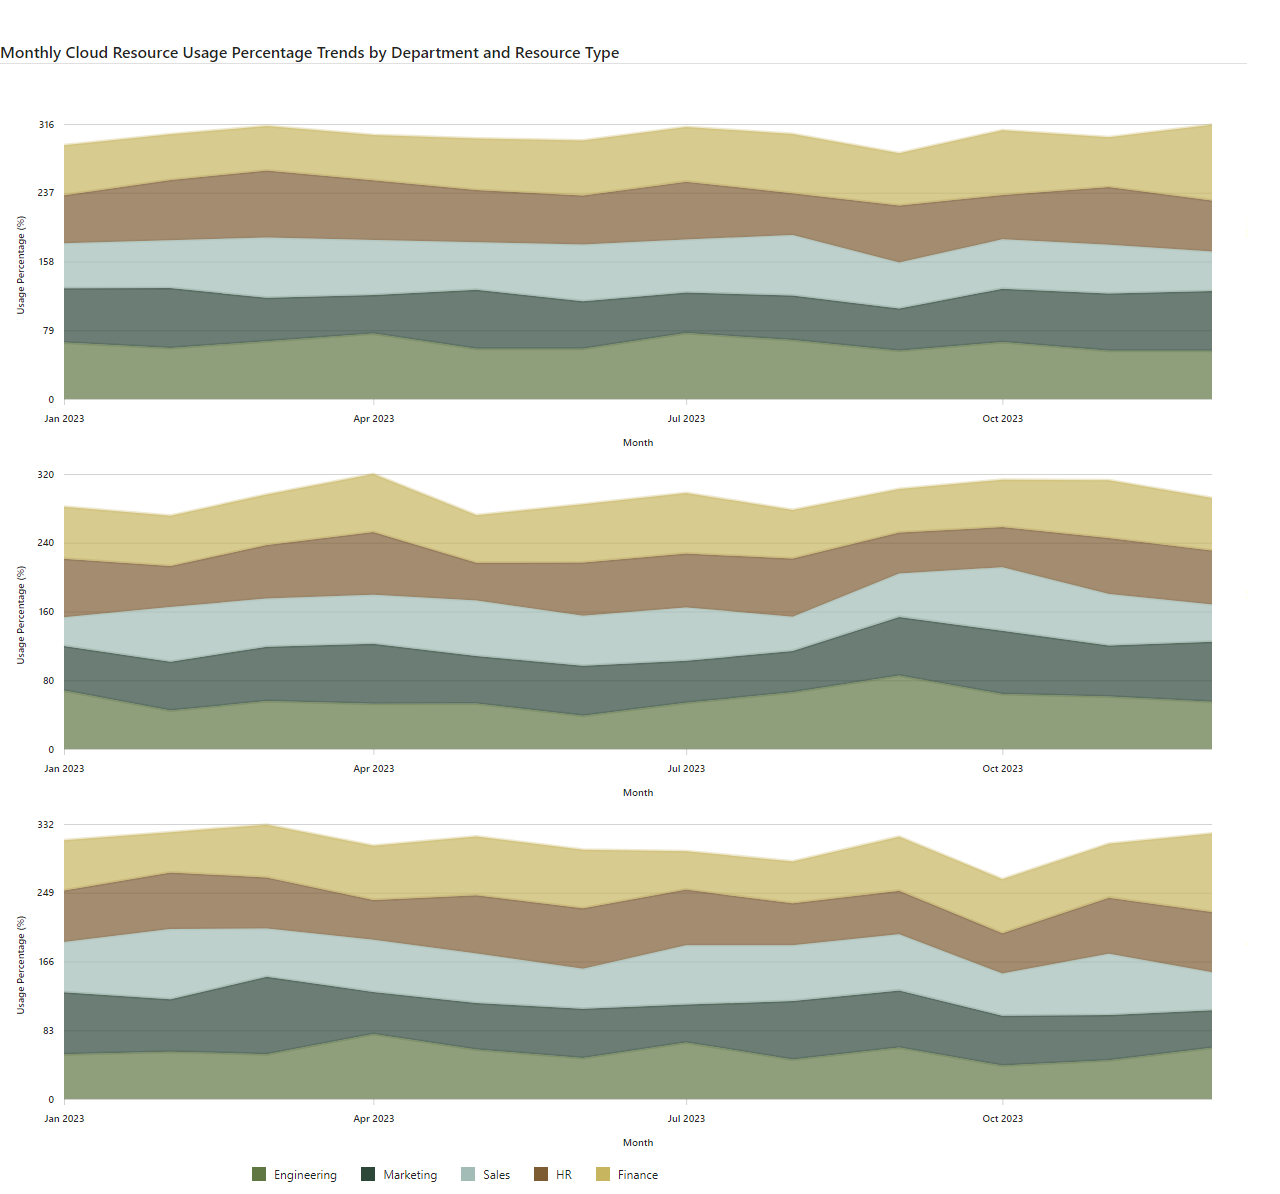 Monthly Cloud Resource Usage Percentage Trends by Department and Resource Type
316
237
158
79
0
Usage Percentage (%)
Jan 2023 Apr 2023 Jul 2023 Oct 2023
Month
320
240
160
80
0
Usage Percentage (%)
Jan 2023 Apr 2023 Jul 2023 Oct 2023
Month
332
249
166
83
0
Usage Percentage (%)
Jan 2023 Apr 2023 Jul 2023 Oct 2023
Month
Engineering Marketing Sales HR Finance